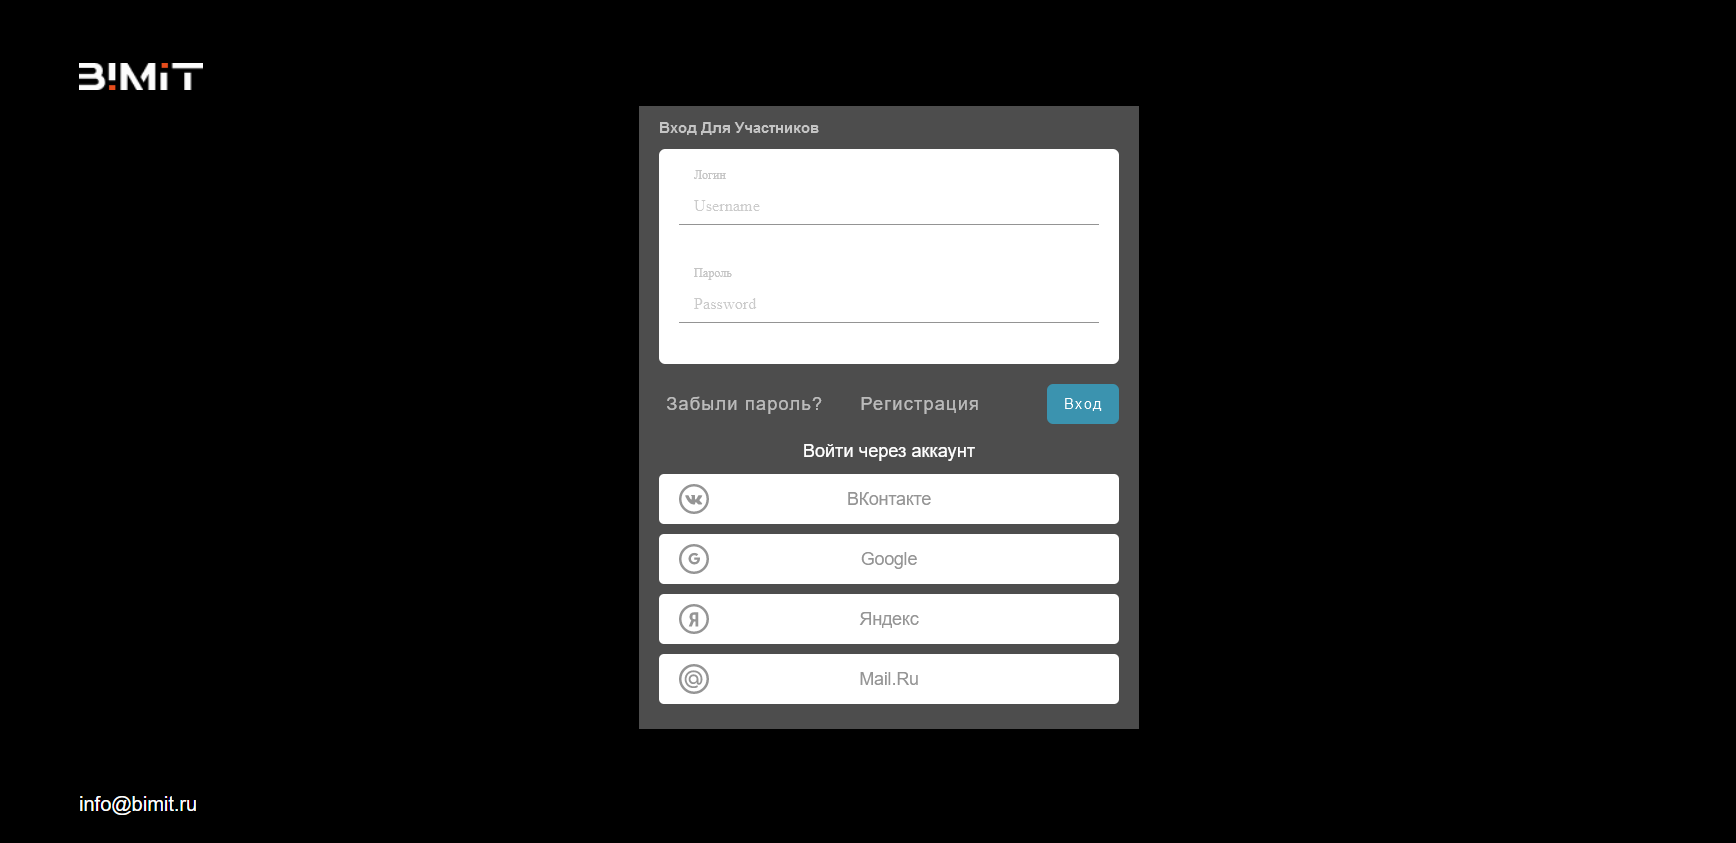 BIMIT
Вход Для Участников
Логин
Username
Пароль
Password
Забыли пароль? Регистрация Вход
Войти через аккаунт
ВКонтакте
G Google
Я Яндекс
@ Mail.Ru
info@bimit.ru